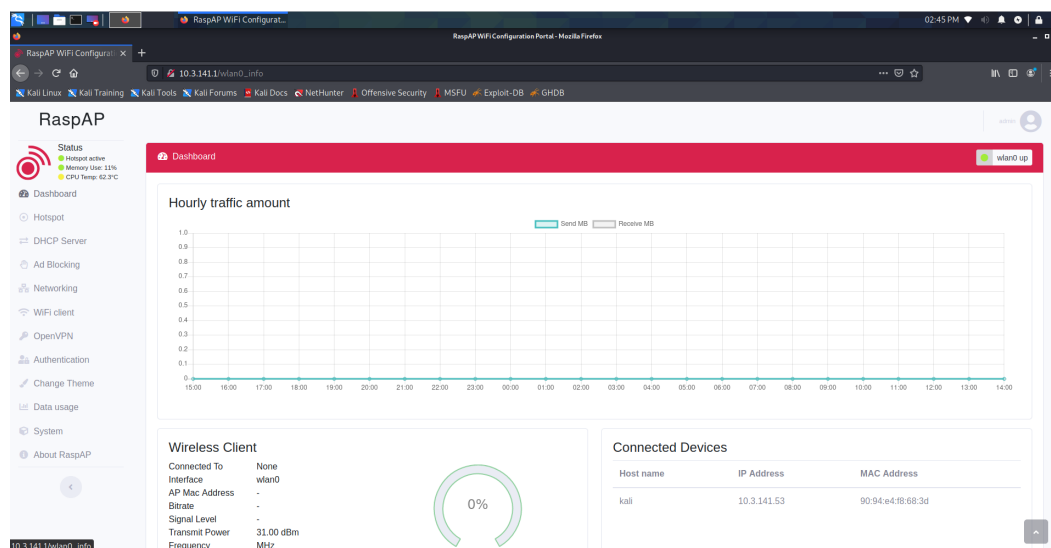 RaspAP WiFi Configurat...
02:45 PM
RaspAP WiFi Configuration Portal - Mozilla Firefox
RaspAP WiFi Configurati
10.3.141.1/wlan0_info
Kali Linux Kali Training Kali Tools Kali Forums Kali Docs NetHunter Offensive Security MSFU Exploit-DB GHDB
RaspAP
admin
Status
Hotspot active
Memory Use: 11%
CPU Temp: 62.3°C
Dashboard
Hotspot
DHCP Server
Ad Blocking
Networking
WiFi client
OpenVPN
Authentication
Change Theme
Data usage
System
About RaspAP
Dashboard
wlan0 up
Hourly traffic amount
Send MB Receive MB
1.0
0.9
0.8
0.7
0.6
0.5
0.4
0.3
0.2
0.1
0
15:00 16:00 17:00 18:00 19:00 20:00 21:00 22:00 23:00 00:00 01:00 02:00 03:00 04:00 05:00 06:00 07:00 08:00 09:00 10:00 11:00 12:00 13:00 14:00
Wireless Client
Connected To None
Interface wlan0
AP Mac Address -
Bitrate -
Signal Level -
Transmit Power 31.00 dBm
Frequency MHz
0%
Connected Devices
Host name IP Address MAC Address
kali 10.3.141.53 90:94:e4:f8:68:3d
10.3.141.1/wlan0_info